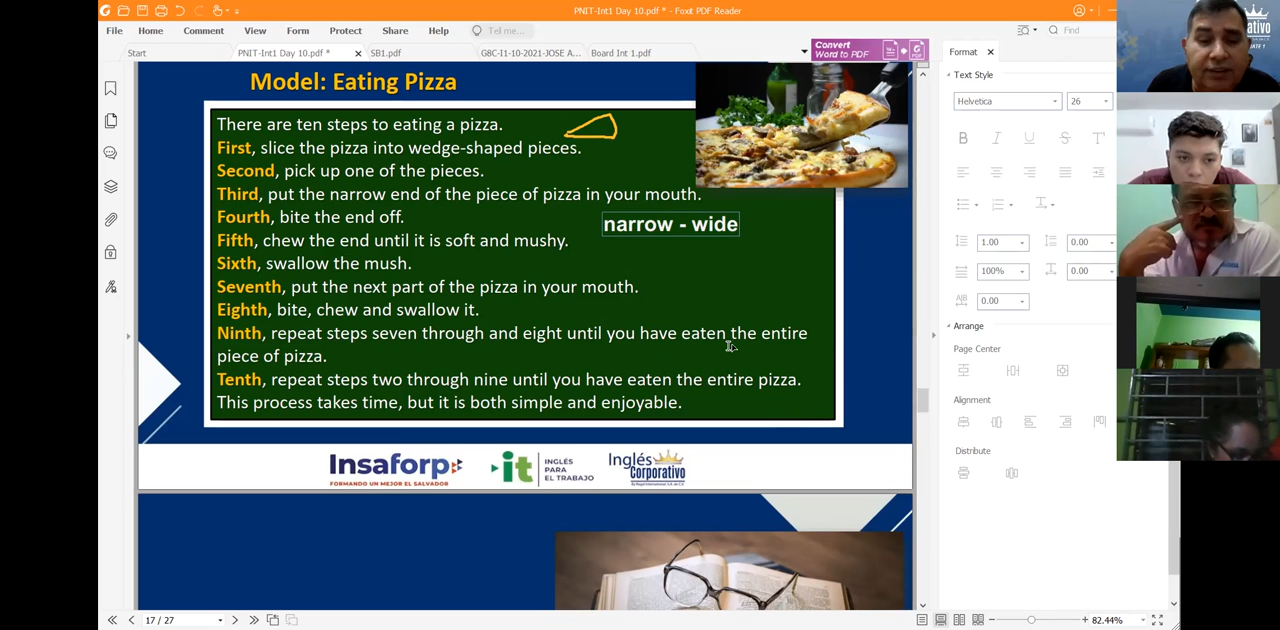 PNIT-Int1 Day 10.pdf * - Foxit PDF Reader
File Home Comment View Form Protect Share Help Tell me... Find
Start PNIT-Int1 Day 10.pdf * SB1.pdf G8C-I1-10-2021-JOSE A... Board Int 1.pdf
Convert
Word to PDF
Format
Text Style
Helvetica 26
1.00 0.00
100% 0.00
0.00
Arrange
Page Center
Alignment
Distribute
Model: Eating Pizza
There are ten steps to eating a pizza.
First, slice the pizza into wedge-shaped pieces.
Second, pick up one of the pieces.
Third, put the narrow end of the piece of pizza in your mouth.
Fourth, bite the end off.
narrow - wide
Fifth, chew the end until it is soft and mushy.
Sixth, swallow the mush.
Seventh, put the next part of the pizza in your mouth.
Eighth, bite, chew and swallow it.
Ninth, repeat steps seven through and eight until you have eaten the entire
piece of pizza.
Tenth, repeat steps two through nine until you have eaten the entire pizza.
This process takes time, but it is both simple and enjoyable.
Insaforp
FORMANDO UN MEJOR EL SALVADOR
it
INGLÉS
PARA
EL TRABAJO
Inglés
Corporativo
17 / 27
82.44%